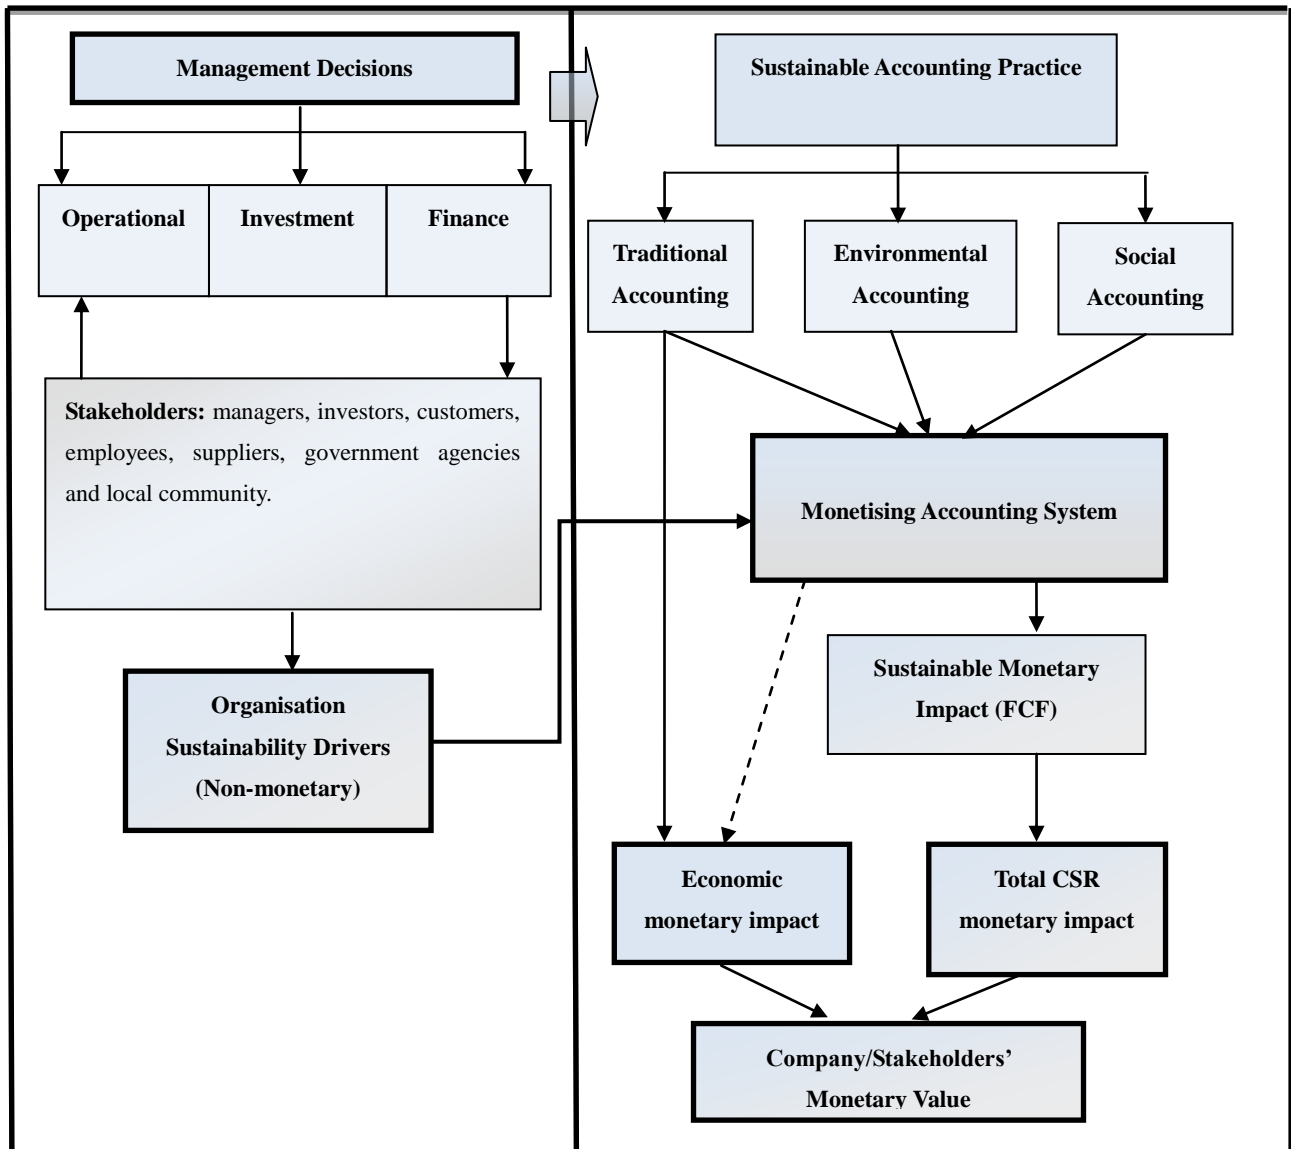 Management Decisions
Operational
Investment
Finance
Stakeholders: managers, investors, customers,
employees, suppliers, government agencies
and local community.
Organisation
Sustainability Drivers
(Non-monetary)
Sustainable Accounting Practice
Traditional
Accounting
Environmental
Accounting
Social
Accounting
Monetising Accounting System
Sustainable Monetary
Impact (FCF)
Economic
monetary impact
Total CSR
monetary impact
Company/Stakeholders’
Monetary Value